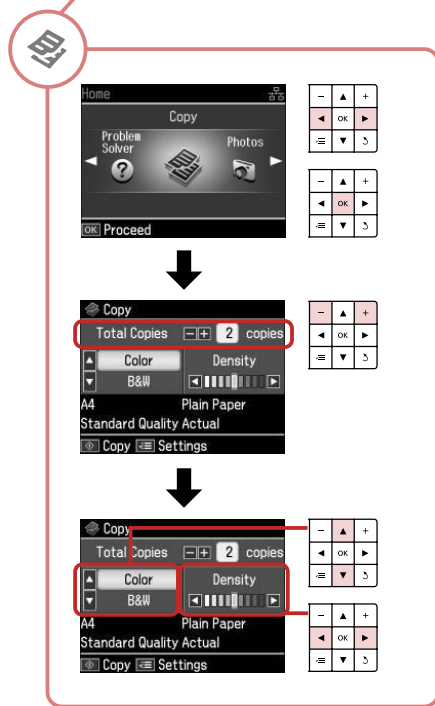 Home
Copy
Problem
Solver
Photos
OK Proceed
- +
OK
- +
OK
Copy
Total Copies - + 2 copies
Color Density
B&W
A4 Plain Paper
Standard Quality Actual
Copy Settings
- +
OK
Copy
Total Copies - + 2 copies
Color Density
B&W
A4 Plain Paper
Standard Quality Actual
Copy Settings
- +
OK
- +
OK